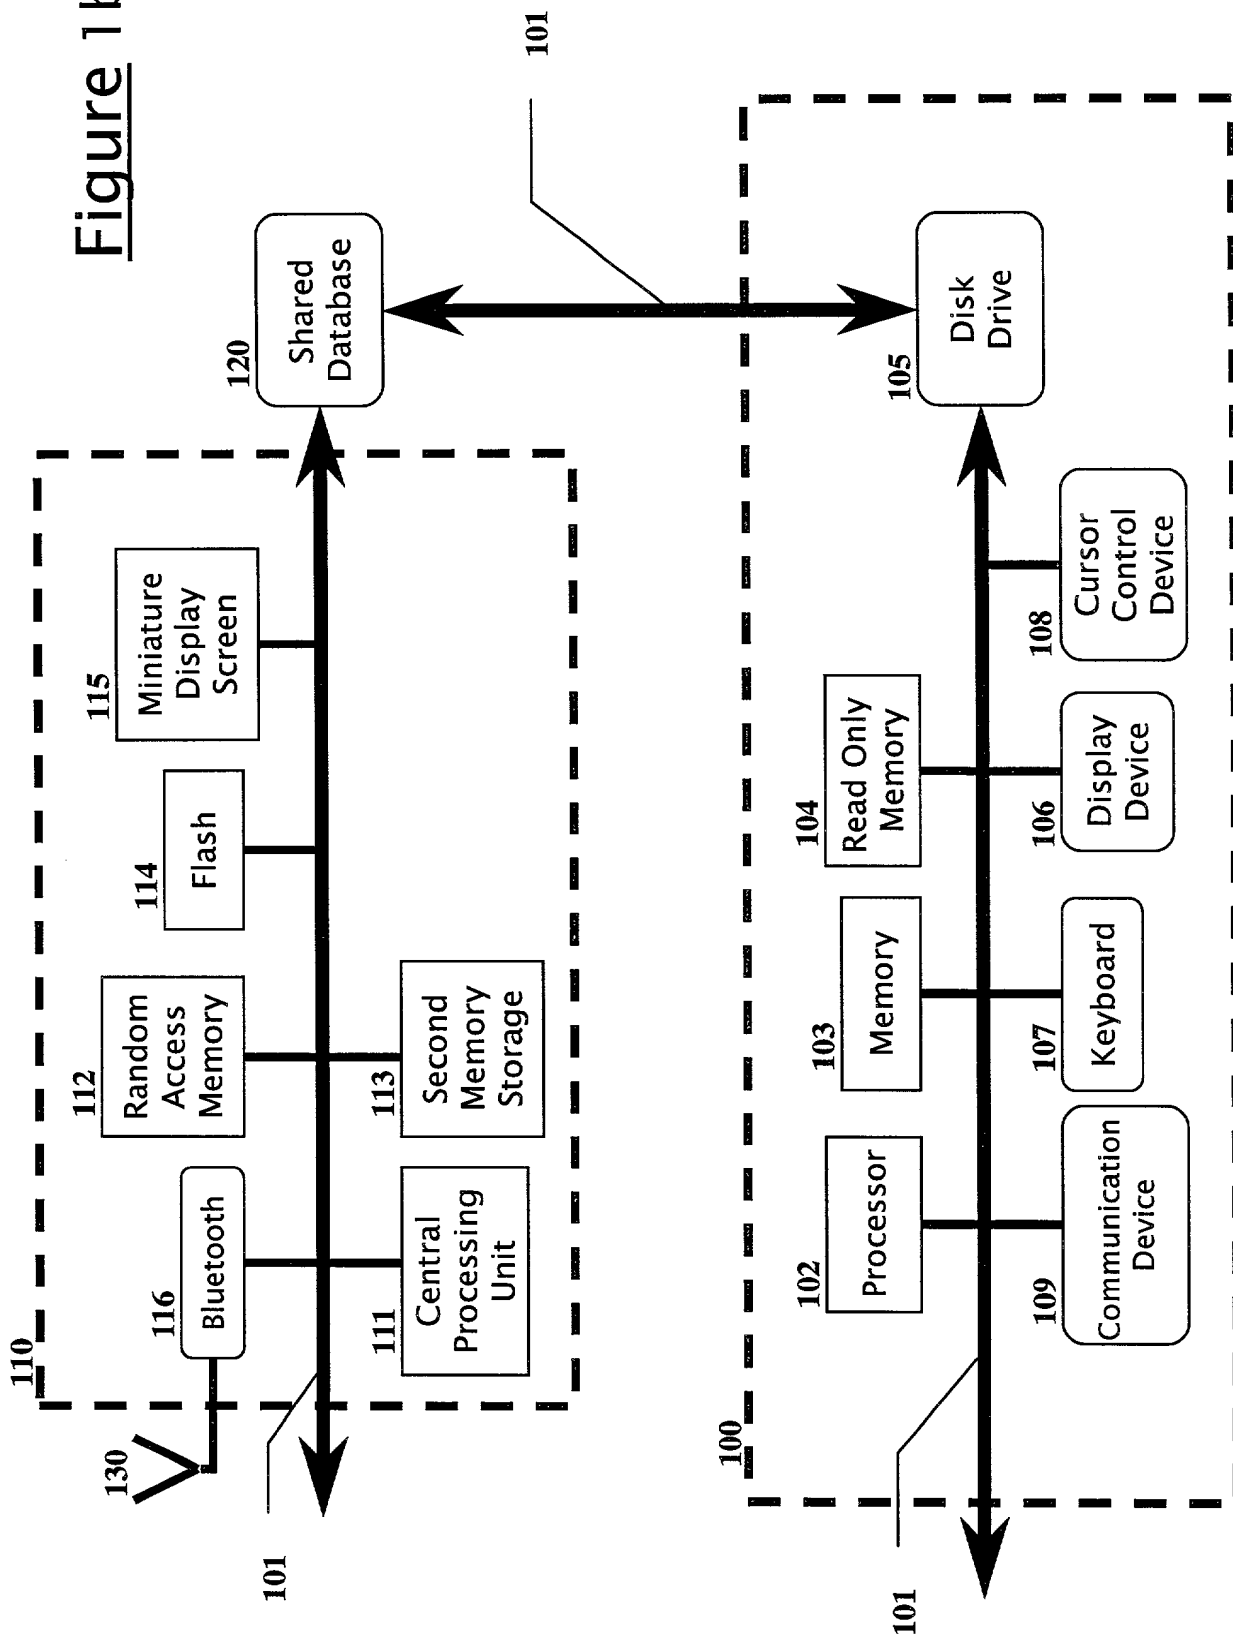 Figure 1b
110
130
116
Bluetooth
112
Random
Access
Memory
114
Flash
115
Miniature
Display
Screen
120
Shared
Database
101
111
Central
Processing
Unit
113
Second
Memory
Storage
101
100
102
Processor
103
Memory
104
Read Only
Memory
105
Disk
Drive
101
109
Communication
Device
107
Keyboard
106
Display
Device
108
Cursor
Control
Device